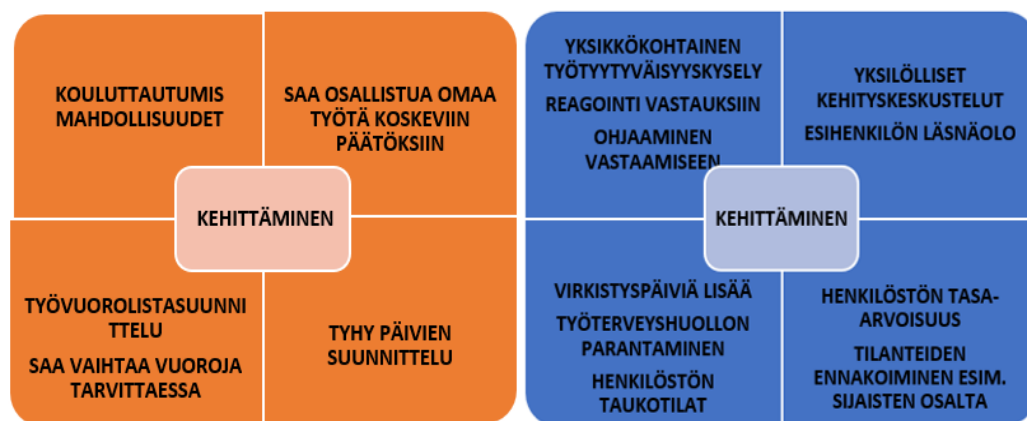 KOULUTTAUTUMIS
MAHDOLLISUUDET
SAA OSALLISTUA OMAA
TYÖTÄ KOSKEVIIN
PÄÄTÖKSIIN
KEHITTÄMINEN
TYÖVUOROLISTASUUNNI
TTELU
SAA VAIHTAA VUOROJA
TARVITTAESSA
TYHY PÄIVIEN
SUUNNITTELU
YKSIKKÖKOHTAINEN
TYÖTYYTYVÄISYYSKYSELY
REAGOINTI VASTAUKSIIN
OHJAAMINEN
VASTAAMISEEN
YKSILÖLLISET
KEHITYSKESKUSTELUT
ESIHENKILÖN LÄSNÄOLO
KEHITTÄMINEN
VIRKISTYSPÄIVIÄ LISÄÄ
TYÖTERVEYSHUOLLON
PARANTAMINEN
HENKILÖSTÖN
TAUKOTILAT
HENKILÖSTÖN TASA-
ARVOISUUS
TILANTEIDEN
ENNAKOIMINEN ESIM.
SIJAISTEN OSALTA